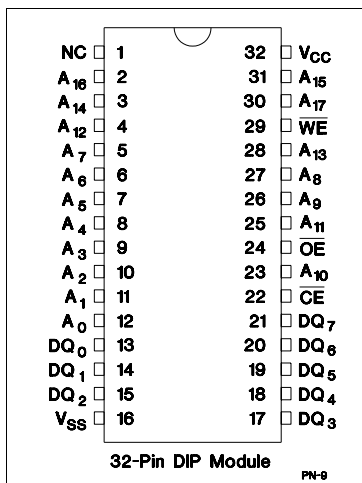 NC 1 32 VCC
A16 2 31 A15
A14 3 30 A17
A12 4 29 WE
A7 5 28 A13
A6 6 27 A8
A5 7 26 A9
A4 8 25 A11
A3 9 24 OE
A2 10 23 A10
A1 11 22 CE
A0 12 21 DQ7
DQ0 13 20 DQ6
DQ1 14 19 DQ5
DQ2 15 18 DQ4
VSS 16 17 DQ3
32-Pin DIP Module
PN-9